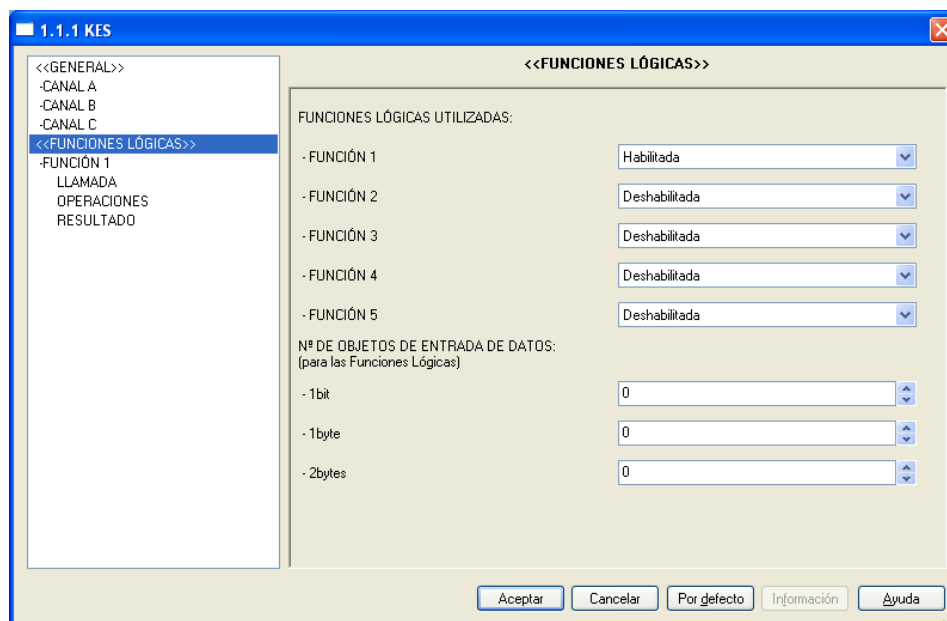 1.1.1 KES
<<GENERAL>>
-CANAL A
-CANAL B
-CANAL C
<<FUNCIONES LÓGICAS>>
-FUNCIÓN 1
LLAMADA
OPERACIONES
RESULTADO
<<FUNCIONES LÓGICAS>>
FUNCIONES LÓGICAS UTILIZADAS:
- FUNCIÓN 1 Habilitada
- FUNCIÓN 2 Deshabilitada
- FUNCIÓN 3 Deshabilitada
- FUNCIÓN 4 Deshabilitada
- FUNCIÓN 5 Deshabilitada
Nº DE OBJETOS DE ENTRADA DE DATOS:
(para las Funciones Lógicas)
- 1bit 0
- 1byte 0
- 2bytes 0
Aceptar Cancelar Por defecto Información Ayuda